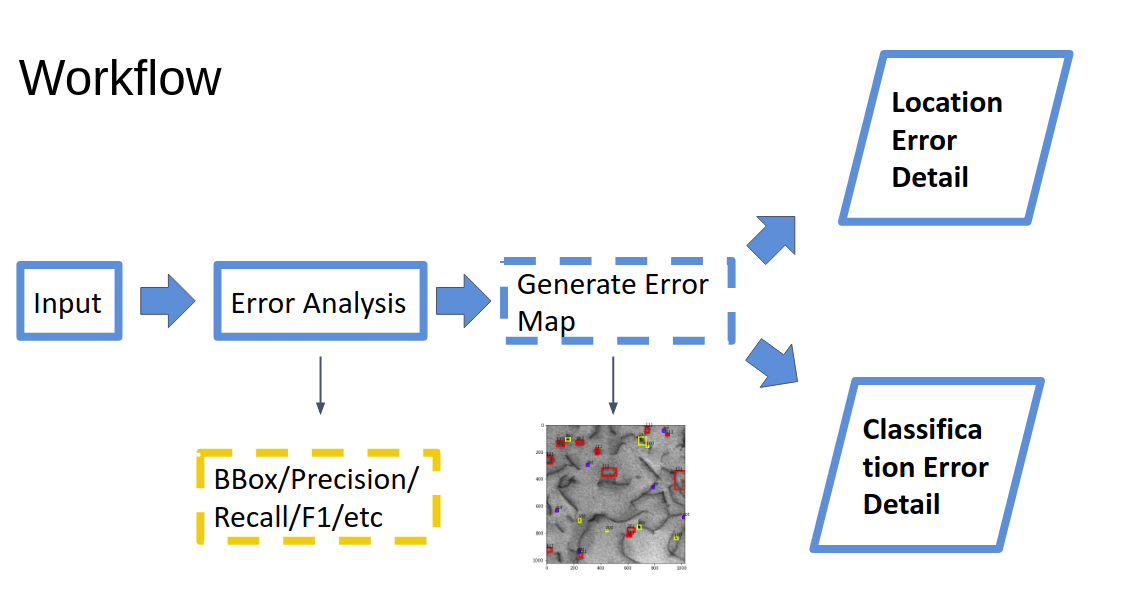 Workflow
Location
Error
Detail
Input
Error Analysis
Generate Error
Map
BBox/Precision/
Recall/F1/etc
Classifica
tion Error
Detail
0
200
400
600
800
1000
0 200 400 600 800 1000